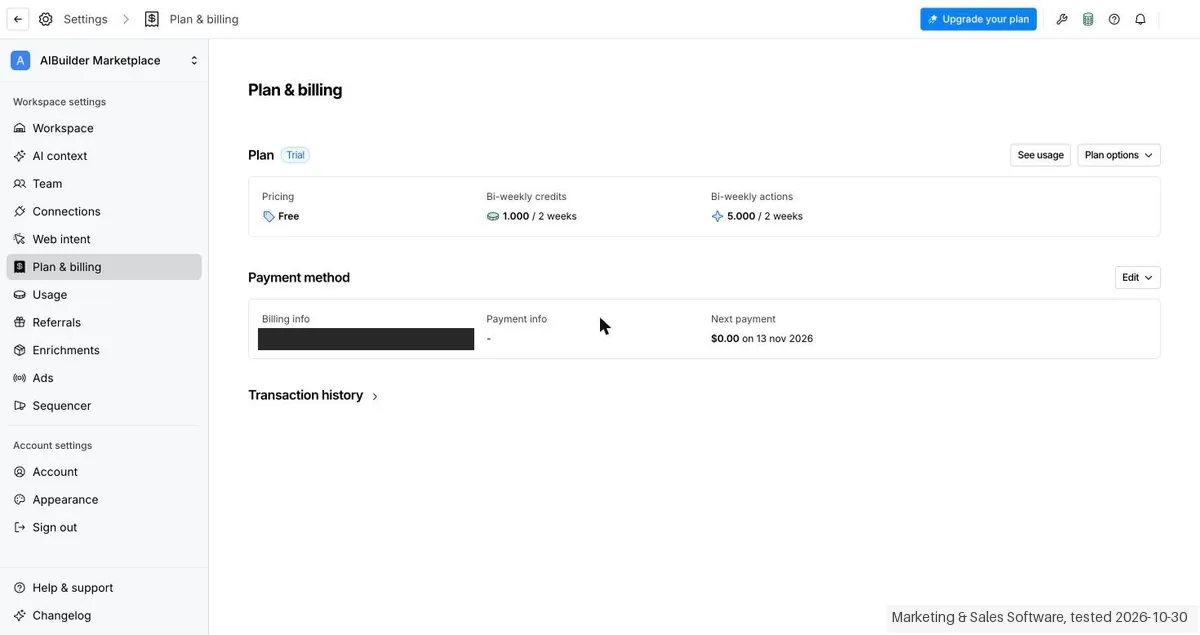 Settings
Plan & billing
Upgrade your plan
A AIBuilder Marketplace
Workspace settings
Workspace
AI context
Team
Connections
Web intent
Plan & billing
Usage
Referrals
Enrichments
Ads
Sequencer
Account settings
Account
Appearance
Sign out
Help & support
Changelog
Plan & billing
Plan Trial
See usage
Plan options
Pricing
Free
Bi-weekly credits
1.000 / 2 weeks
Bi-weekly actions
5.000 / 2 weeks
Payment method
Edit
Billing info
Payment info
-
Next payment
$0.00 on 13 nov 2026
Transaction history
Marketing & Sales Software, tested 2026-10-30